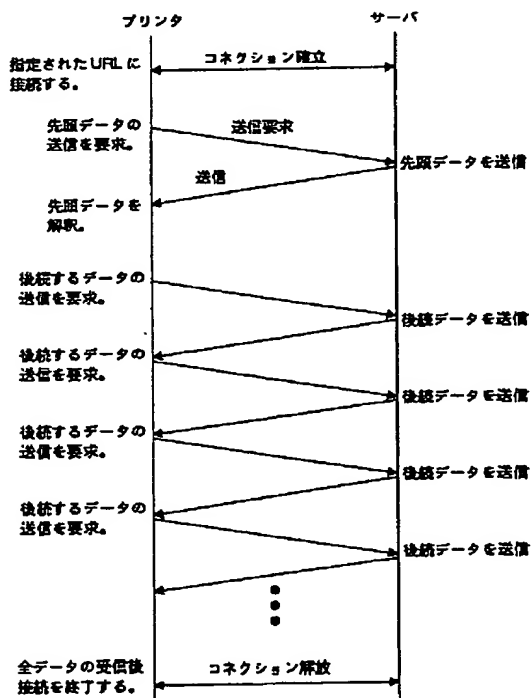 プリンタ
サーバ
指定されたURLに
接続する。
コネクション確立
先頭データの
送信を要求。
送信要求
先頭データを送信
送信
先頭データを
解釈。
後続するデータの
送信を要求。
後続データを送信
後続するデータの
送信を要求。
後続データを送信
後続するデータの
送信を要求。
後続データを送信
後続するデータの
送信を要求。
後続データを送信
全データの受信後
接続を終了する。
コネクション解放